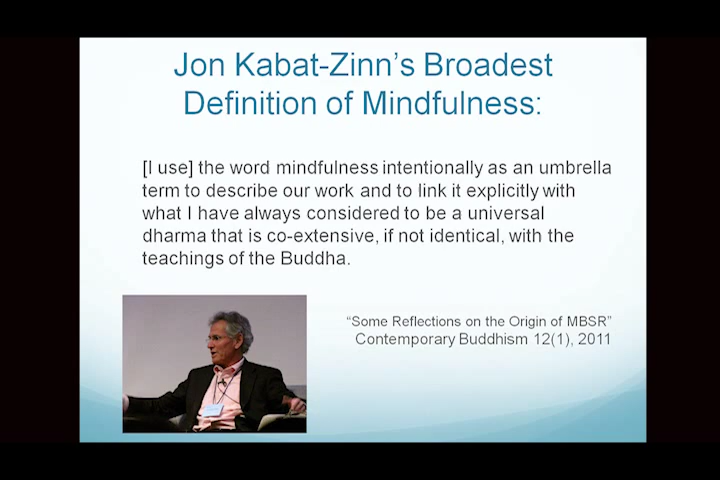 Jon Kabat-Zinn’s Broadest
Definition of Mindfulness:
[I use] the word mindfulness intentionally as an umbrella
term to describe our work and to link it explicitly with
what I have always considered to be a universal
dharma that is co-extensive, if not identical, with the
teachings of the Buddha.
“Some Reflections on the Origin of MBSR”
Contemporary Buddhism 12(1), 2011